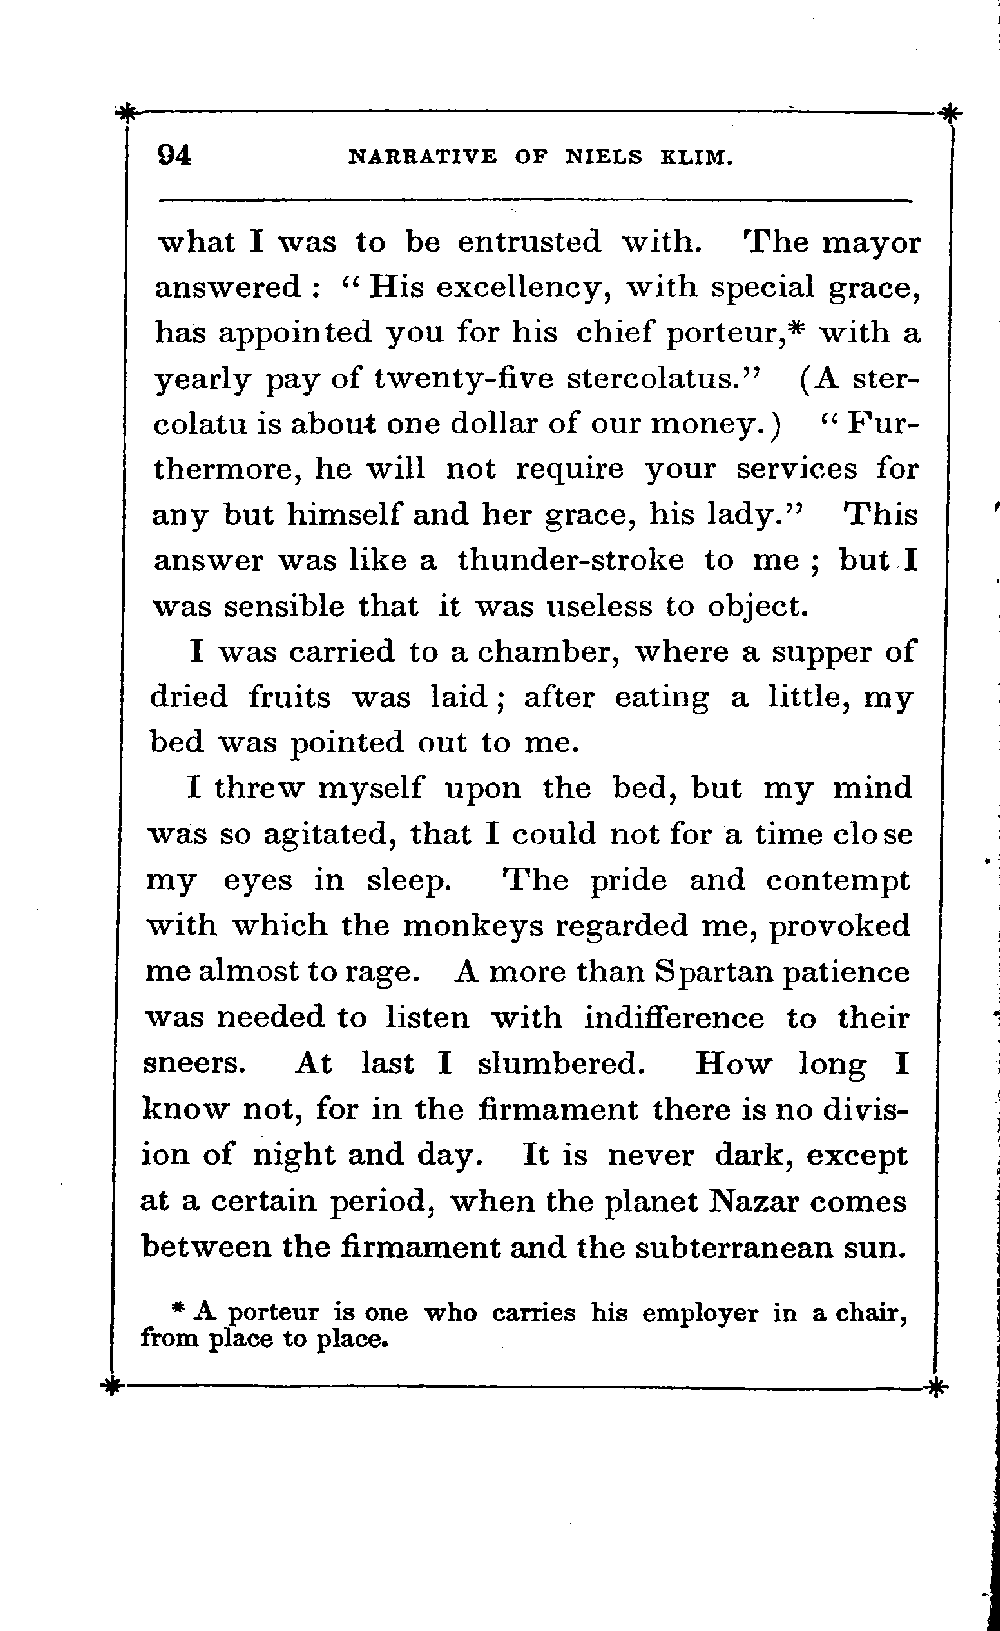 94 NARRATIVE OF NIELS KLIM.
what I was to be entrusted with. The mayor
answered : “ His excellency, with special grace,
has appointed you for his chief porteur,* with a
yearly pay of twenty-five stercolatus.” (A ster-
colatu is about one dollar of our money.) “ Fur-
thermore, he will not require your services for
any but himself and her grace, his lady.” This
answer was like a thunder-stroke to me ; but I
was sensible that it was useless to object.
I was carried to a chamber, where a supper of
dried fruits was laid ; after eating a little, my
bed was pointed out to me.
I threw myself upon the bed, but my mind
was so agitated, that I could not for a time close
my eyes in sleep. The pride and contempt
with which the monkeys regarded me, provoked
me almost to rage. A more than Spartan patience
was needed to listen with indifference to their
sneers. At last I slumbered. How long I
know not, for in the firmament there is no divis-
ion of night and day. It is never dark, except
at a certain period, when the planet Nazar comes
between the firmament and the subterranean sun.
* A porteur is one who carries his employer in a chair,
from place to place.